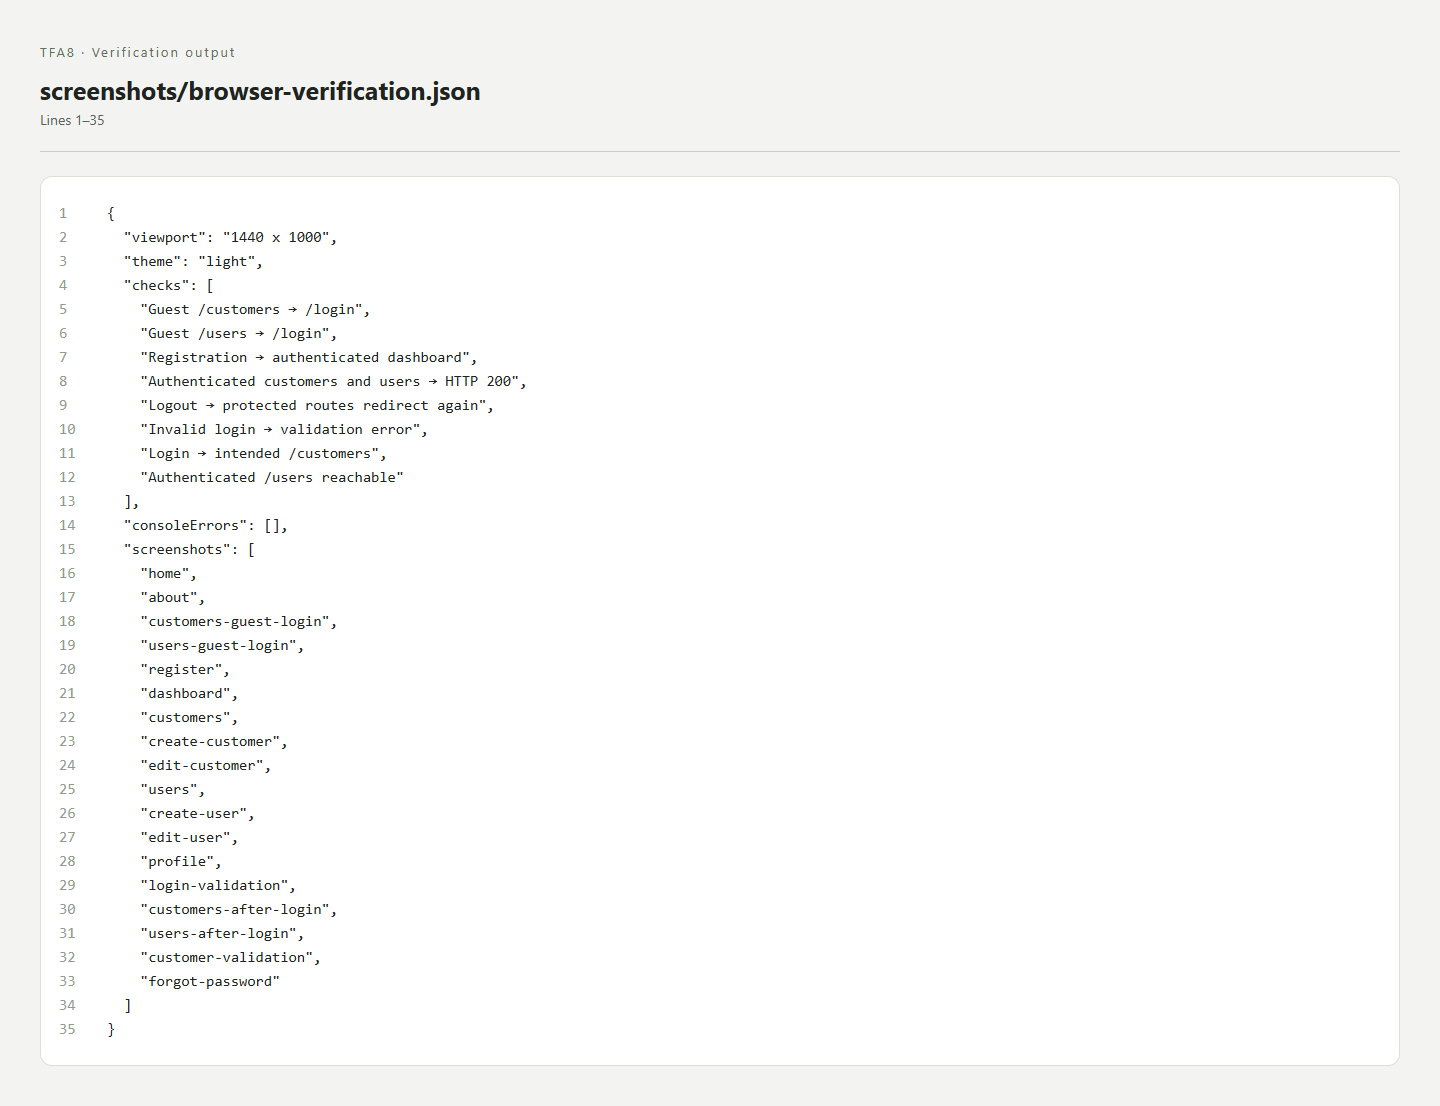 TFA8 · Verification output
screenshots/browser-verification.json
Lines 1–35
1 {
2 "viewport": "1440 x 1000",
3 "theme": "light",
4 "checks": [
5 "Guest /customers → /login",
6 "Guest /users → /login",
7 "Registration → authenticated dashboard",
8 "Authenticated customers and users → HTTP 200",
9 "Logout → protected routes redirect again",
10 "Invalid login → validation error",
11 "Login → intended /customers",
12 "Authenticated /users reachable"
13 ],
14 "consoleErrors": [],
15 "screenshots": [
16 "home",
17 "about",
18 "customers-guest-login",
19 "users-guest-login",
20 "register",
21 "dashboard",
22 "customers",
23 "create-customer",
24 "edit-customer",
25 "users",
26 "create-user",
27 "edit-user",
28 "profile",
29 "login-validation",
30 "customers-after-login",
31 "users-after-login",
32 "customer-validation",
33 "forgot-password"
34 ]
35 }